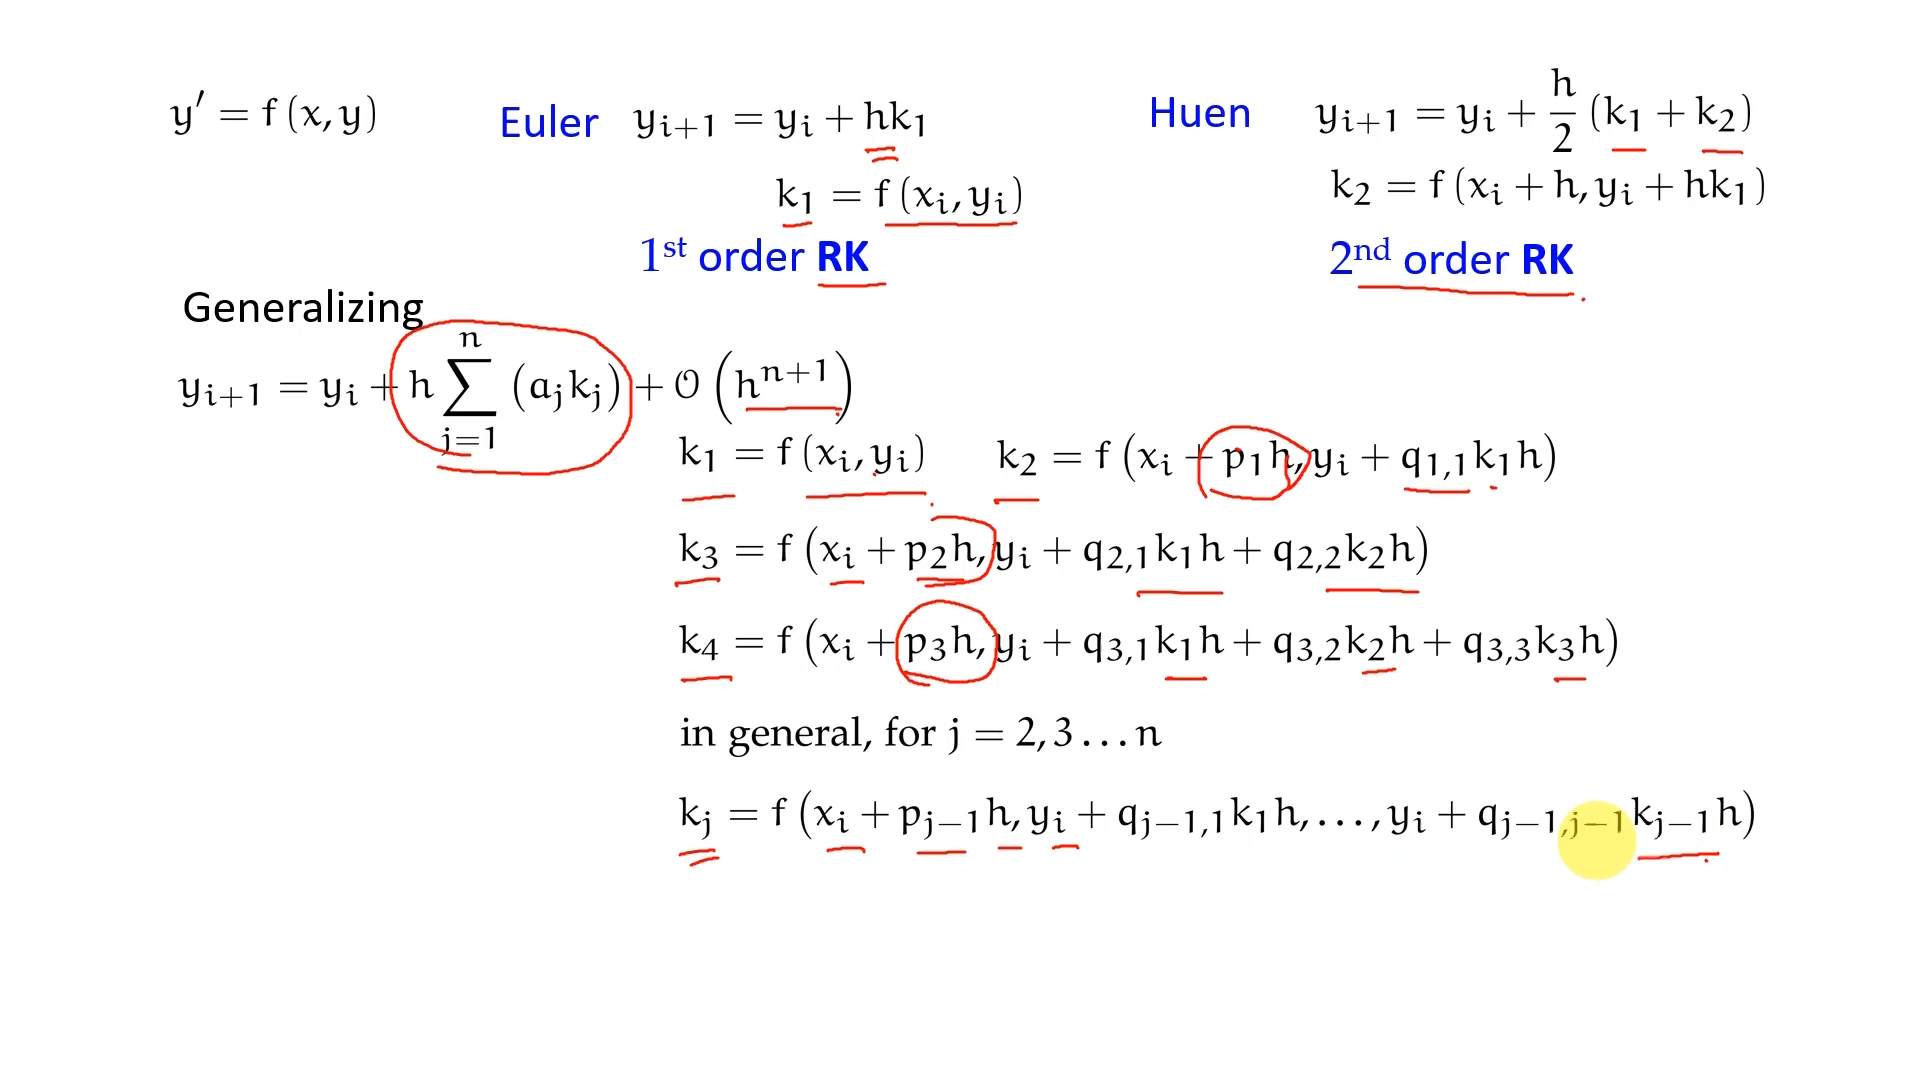 y′ = f (x, y)
Euler y_{i+1} = y_i + hk_1
k_1 = f (x_i, y_i)
1^{st} order RK
Huen y_{i+1} = y_i + \frac{h}{2} (k_1 + k_2)
k_2 = f (x_i + h, y_i + hk_1)
2^{nd} order RK
Generalizing
y_{i+1} = y_i + h \sum_{j=1}^{n} (a_j k_j) + O (h^{n+1})
k_1 = f (x_i, y_i) k_2 = f (x_i + p_1 h, y_i + q_{1,1} k_1 h)
k_3 = f (x_i + p_2 h, y_i + q_{2,1} k_1 h + q_{2,2} k_2 h)
k_4 = f (x_i + p_3 h, y_i + q_{3,1} k_1 h + q_{3,2} k_2 h + q_{3,3} k_3 h)
in general, for j = 2, 3 . . . n
k_j = f (x_i + p_{j−1} h, y_i + q_{j−1,1} k_1 h, . . . , y_i + q_{j−1,j−1} k_{j−1} h)